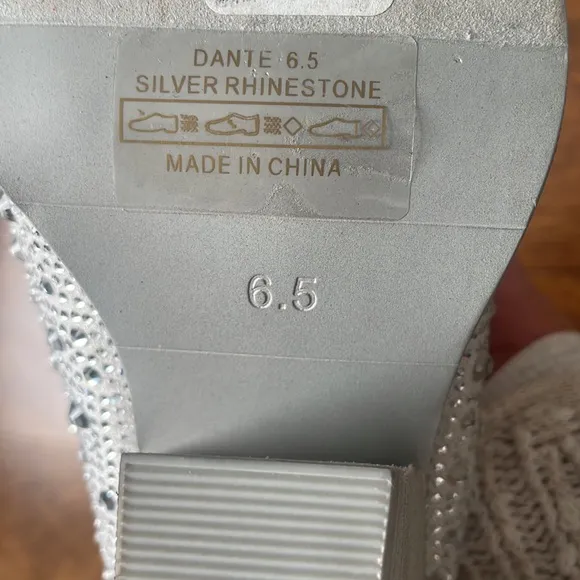 DANTE 6.5
SILVER RHINESTONE
MADE IN CHINA
6.5